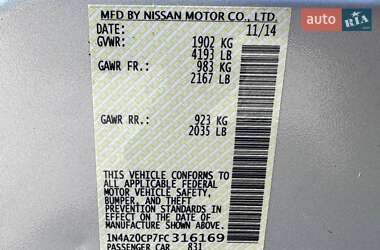 MFD BY NISSAN MOTOR CO., LTD.
DATE: 11/14
GVWR: 1902 KG
4193 LB
GAWR FR.: 983 KG
2167 LB
GAWR RR.: 923 KG
2035 LB
THIS VEHICLE CONFORMS TO
ALL APPLICABLE FEDERAL
MOTOR VEHICLE SAFETY,
BUMPER, AND THEFT
PREVENTION STANDARDS IN
EFFECT ON THE DATE OF
MANUFACTURE SHOWN ABOVE.
1N4AZ0CP7FC316169
PASSENGER CAR 831
AUTO RIA